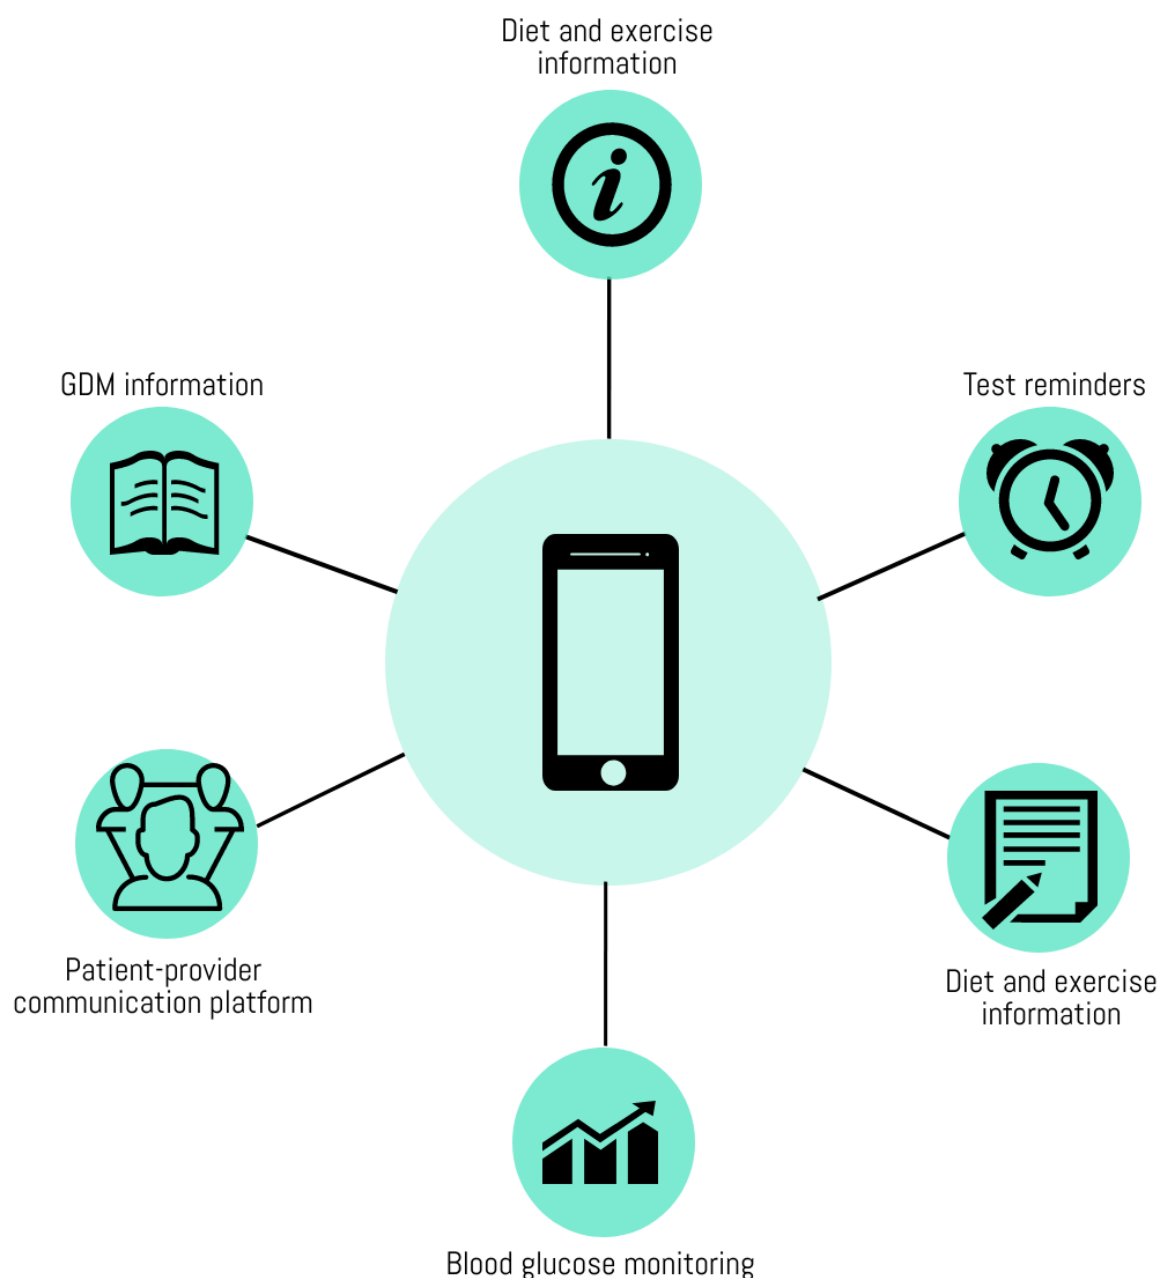 Diet and exercise
information
GDM information
Test reminders
Patient-provider
communication platform
Diet and exercise
information
Blood glucose monitoring